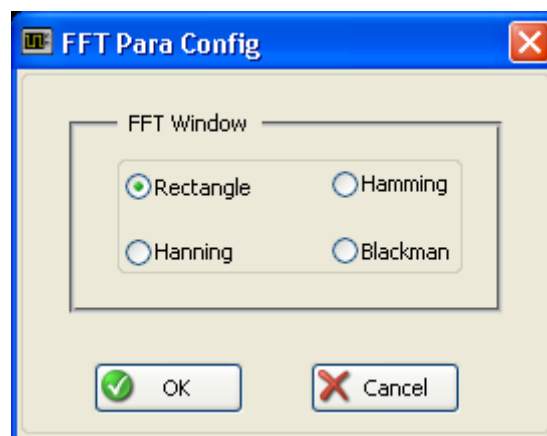 FFT Para Config
FFT Window
Rectangle
Hamming
Hanning
Blackman
OK
Cancel